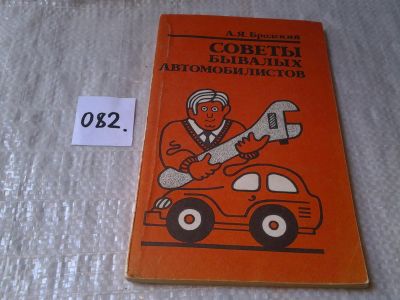 А.Я. Бродский
СОВЕТЫ
БЫВАЛЫХ
АВТОМОБИЛИСТОВ
082.